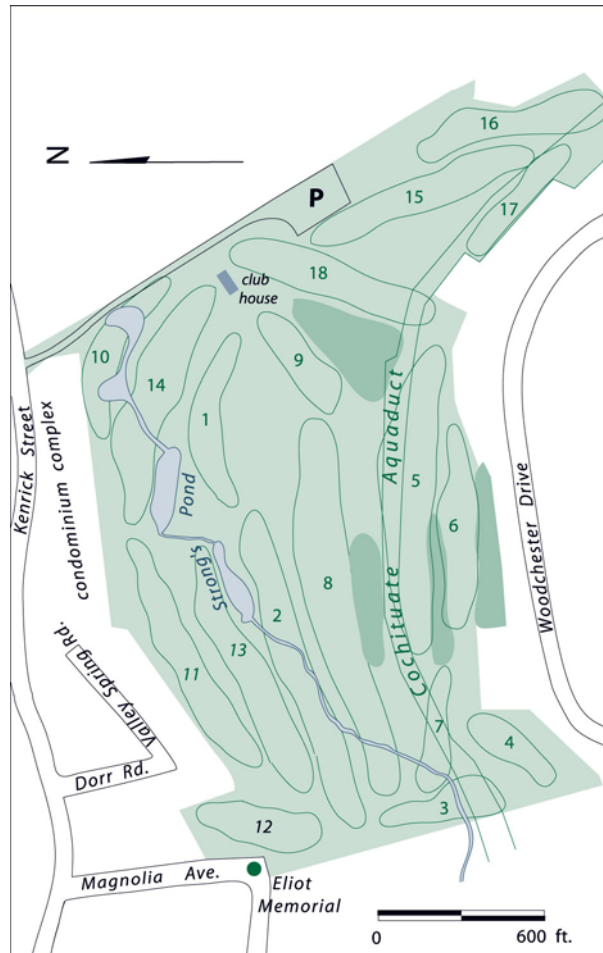 16
N
P
15
17
18
club
house
10
14
9
1
Kenrick Street
condominium complex
Cochituate Aquaduct
5
6
Woodchester Drive
Strong's Pond
8
2
13
11
Valley Spring Rd.
7
4
Dorr Rd.
3
12
Magnolia Ave.
Eliot
Memorial
0 600 ft.